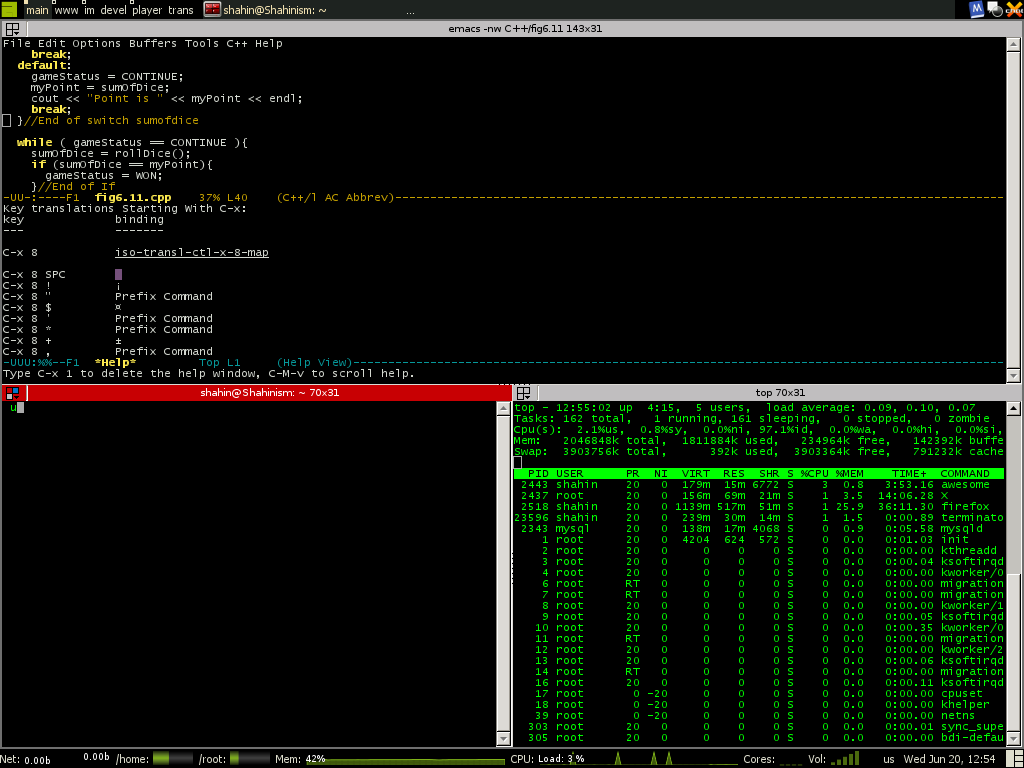 main www im devel player trans shahin@Shahinism: ~ ...
emacs -nw C++/fig6.11 143x31
File Edit Options Buffers Tools C++ Help
break;
default:
gameStatus = CONTINUE;
myPoint = sumOfDice;
cout << "Point is " << myPoint << endl;
break;
}//End of switch sumofdice
while ( gameStatus == CONTINUE ){
sumOfDice = rollDice();
if (sumOfDice == myPoint){
gameStatus = WON;
}//End of If
-UU-:----F1 fig6.11.cpp 37% L40 (C++/l AC Abbrev)
Key translations Starting With C-x:
key binding
--- -------
C-x 8 iso-transl-ctl-x-8-map
C-x 8 SPC
C-x 8 ! ¡
C-x 8 " Prefix Command
C-x 8 $ ¤
C-x 8 ' Prefix Command
C-x 8 * Prefix Command
C-x 8 + ±
C-x 8 , Prefix Command
-UUU:%%--F1 *Help* Top L1 (Help View)
Type C-x 1 to delete the help window, C-M-v to scroll help.
shahin@Shahinism: ~ 70x31
u
top 70x31
top - 12:55:02 up 4:15, 5 users, load average: 0.09, 0.10, 0.07
Tasks: 162 total, 1 running, 161 sleeping, 0 stopped, 0 zombie
Cpu(s): 2.1%us, 0.8%sy, 0.0%ni, 97.1%id, 0.0%wa, 0.0%hi, 0.0%si,
Mem: 2046848k total, 1811884k used, 234964k free, 142392k buffe
Swap: 3903756k total, 392k used, 3903364k free, 791232k cache
PID USER PR NI VIRT RES SHR S %CPU %MEM TIME+ COMMAND
2443 shahin 20 0 179m 15m 6772 S 3 0.8 3:53.16 awesome
2437 root 20 0 156m 69m 21m S 1 3.5 14:06.28 X
2518 shahin 20 0 1139m 517m 51m S 1 25.9 36:11.30 firefox
23596 shahin 20 0 239m 30m 14m S 1 1.5 0:00.89 terminato
2343 mysql 20 0 138m 17m 4068 S 0 0.9 0:05.58 mysqld
1 root 20 0 4204 624 572 S 0 0.0 0:01.03 init
2 root 20 0 0 0 0 S 0 0.0 0:00.00 kthreadd
3 root 20 0 0 0 0 S 0 0.0 0:00.04 ksoftirqd
4 root 20 0 0 0 0 S 0 0.0 0:00.00 kworker/0
6 root RT 0 0 0 0 S 0 0.0 0:00.00 migration
7 root RT 0 0 0 0 S 0 0.0 0:00.00 migration
8 root 20 0 0 0 0 S 0 0.0 0:00.00 kworker/1
9 root 20 0 0 0 0 S 0 0.0 0:00.05 ksoftirqd
10 root 20 0 0 0 0 S 0 0.0 0:00.35 kworker/0
11 root RT 0 0 0 0 S 0 0.0 0:00.00 migration
12 root 20 0 0 0 0 S 0 0.0 0:00.00 kworker/2
13 root 20 0 0 0 0 S 0 0.0 0:00.06 ksoftirqd
14 root RT 0 0 0 0 S 0 0.0 0:00.00 migration
16 root 20 0 0 0 0 S 0 0.0 0:00.11 ksoftirqd
17 root 0 -20 0 0 0 S 0 0.0 0:00.00 cpuset
18 root 0 -20 0 0 0 S 0 0.0 0:00.00 khelper
39 root 0 -20 0 0 0 S 0 0.0 0:00.00 netns
303 root 20 0 0 0 0 S 0 0.0 0:00.01 sync_supe
305 root 20 0 0 0 0 S 0 0.0 0:00.00 bdi-defau
Net: 0.00b 0.00b /home: /root: Mem: 42% CPU: Load: 3 % Cores: Vol: us Wed Jun 20, 12:54